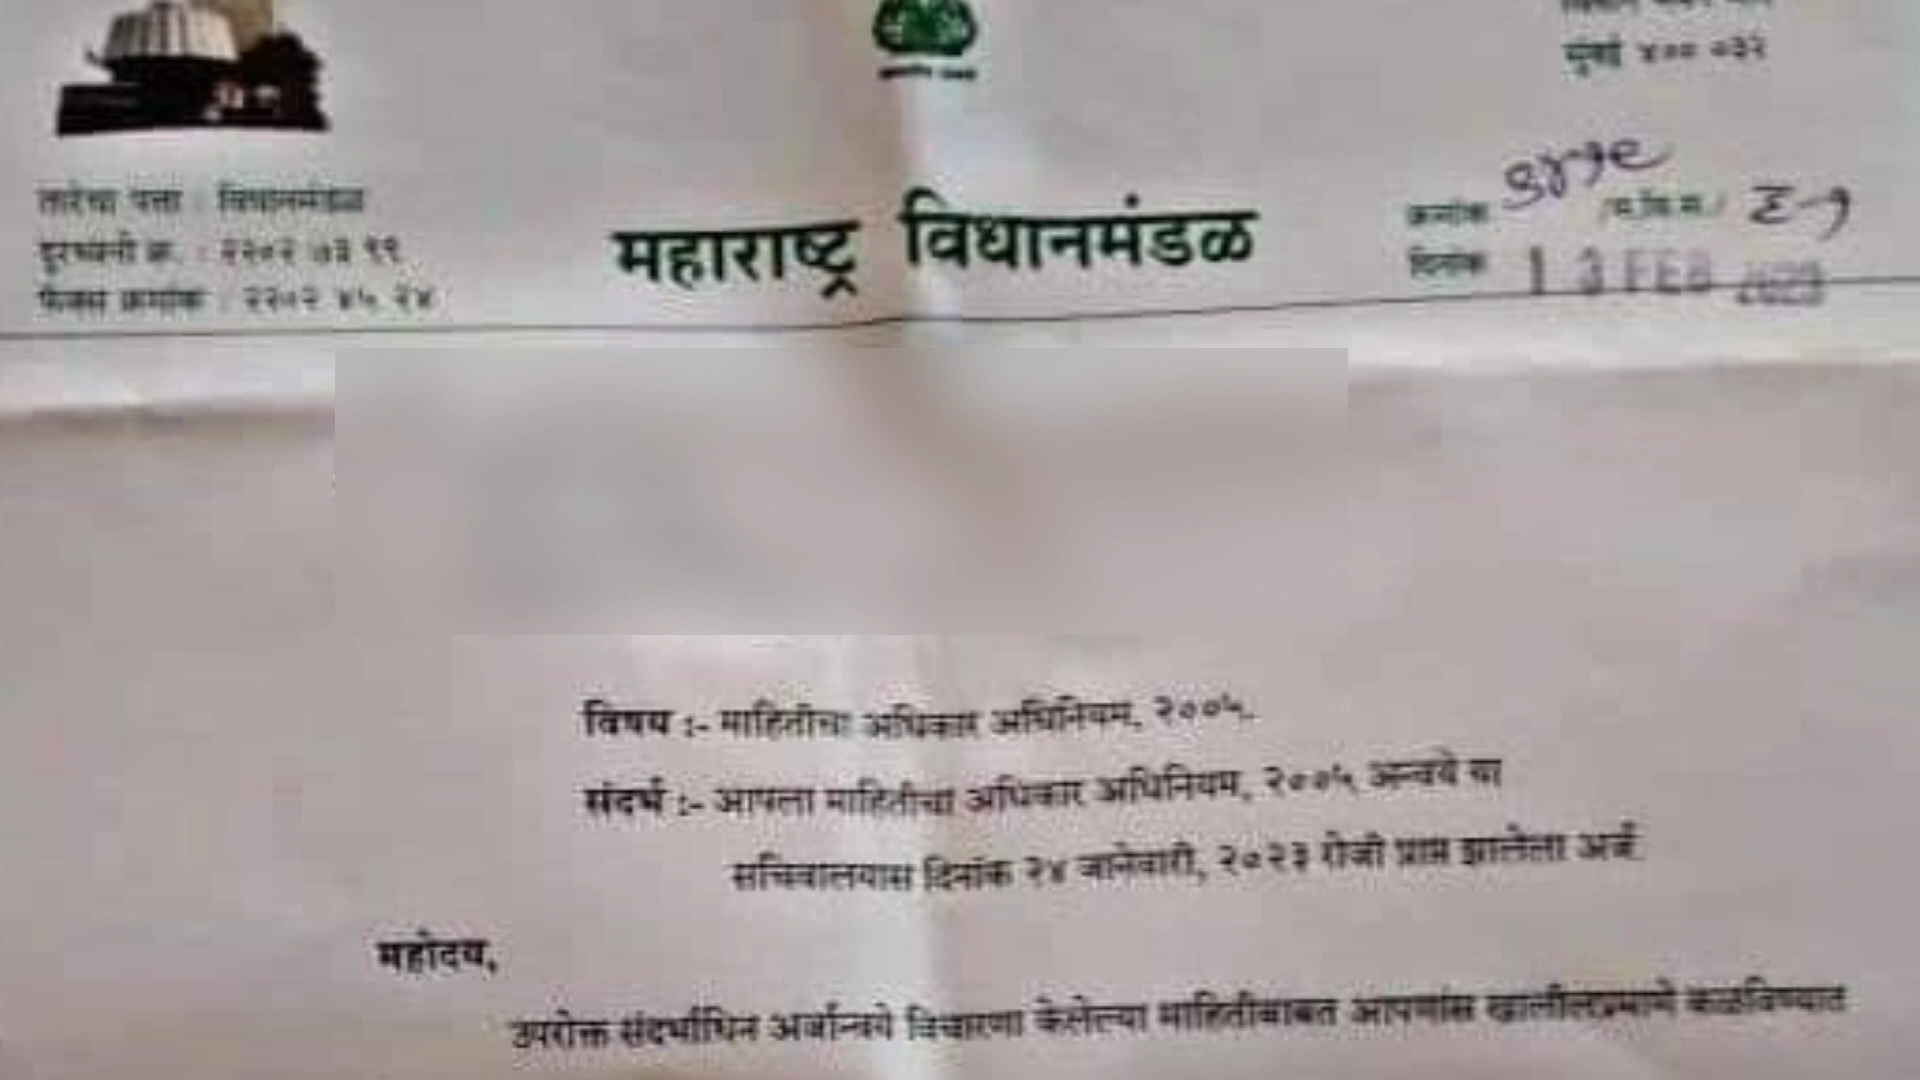 मुंबई ४०० ०३२
तारेचा पत्ता : विधानमंडळ
दूरध्वनी क्र. : २२०२ ७३ ९९
फॅक्स क्रमांक : २२०२ ४५ २४
महाराष्ट्र विधानमंडळ
क्रमांक /म.वि.स./
दिनांक 13 FEB 2023
विषय :- माहितीचा अधिकार अधिनियम, २००५.
संदर्भ :- आपला माहितीचा अधिकार अधिनियम, २००५ अन्वये या
सचिवालयास दिनांक २४ जानेवारी, २०२३ रोजी प्राप्त झालेला अर्ज.
महोदय,
उपरोक्त संदर्भाधिन अर्जान्वये विचारणा केलेल्या माहितीबाबत आपणांस खालीलप्रमाणे कळविण्यात